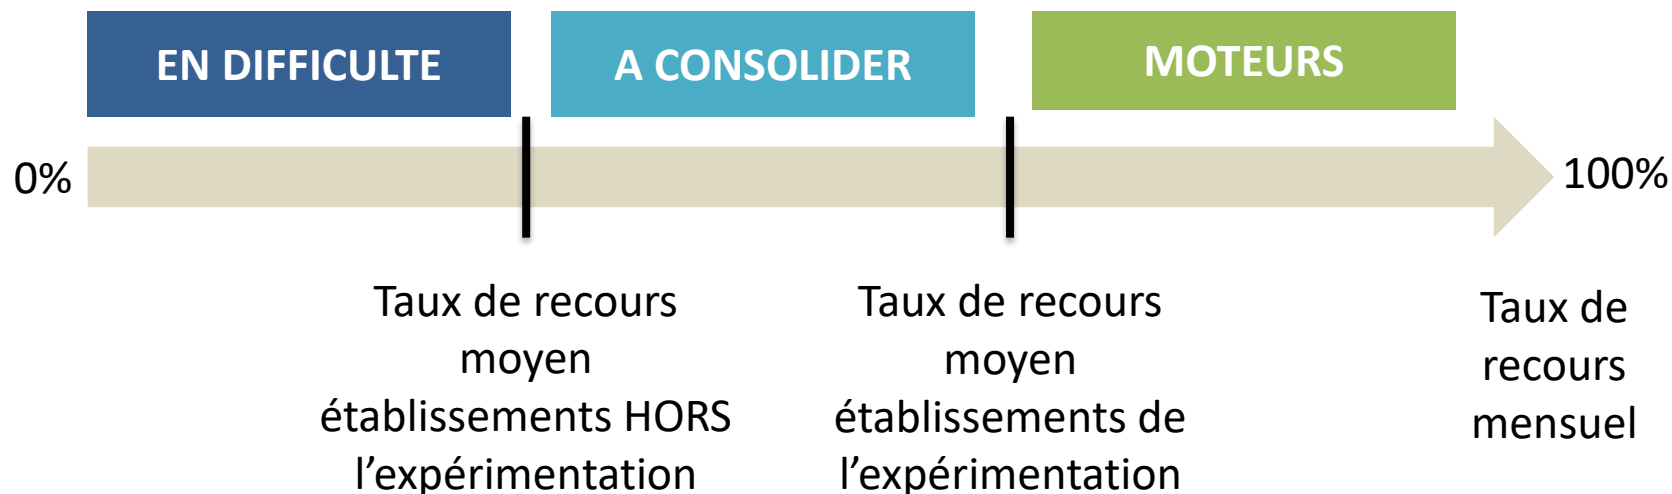 EN DIFFICULTE
A CONSOLIDER
MOTEURS
0%
100%
Taux de recours
moyen
établissements HORS
l’expérimentation
Taux de recours
moyen
établissements de
l’expérimentation
Taux de
recours
mensuel